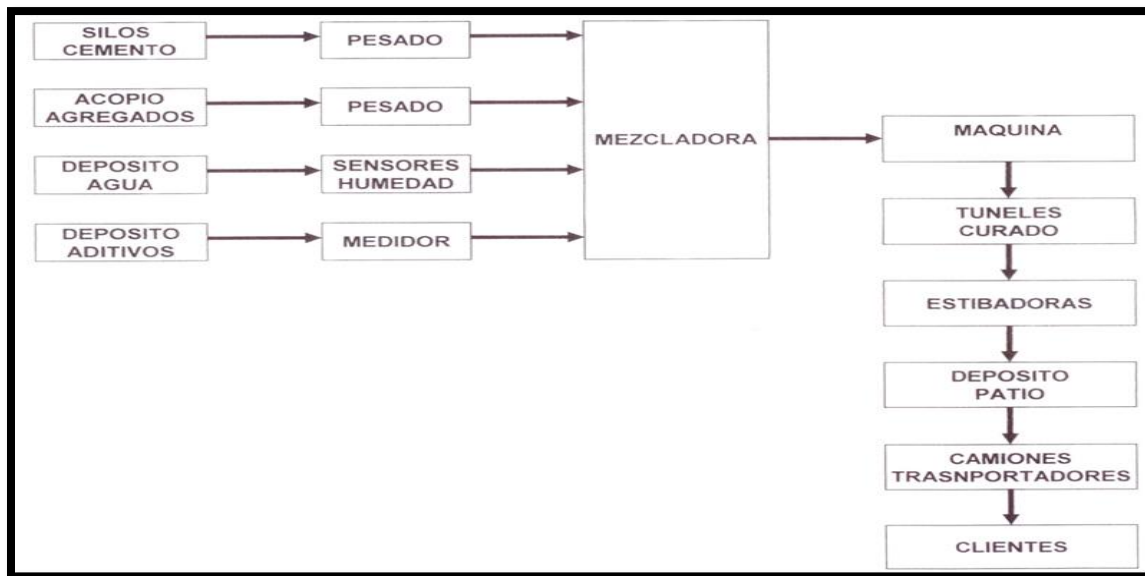 SILOS
CEMENTO
PESADO
ACOPIO
AGREGADOS
PESADO
DEPOSITO
AGUA
SENSORES
HUMEDAD
DEPOSITO
ADITIVOS
MEDIDOR
MEZCLADORA
MAQUINA
TUNELES
CURADO
ESTIBADORAS
DEPOSITO
PATIO
CAMIONES
TRASNPORTADORES
CLIENTES